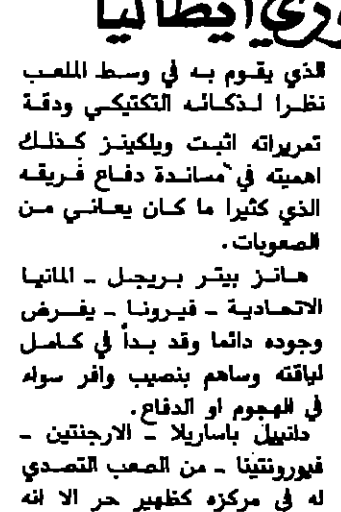 دوري ايطاليا
الذي يقوم به في وسط الملعب
نظرا لذكائه التكتيكي ودقة
تمريراته اثبت ويلكينز كذلك
اهميته في مساندة دفاع فريقه
الذي كثيرا ما كان يعاني من
الصعوبات.
هانز بيتر بريجل ـ المانيا
الاتحادية ـ فيرونا ـ يفرض
وجوده دائما وقد بدأ في كامل
لياقته وساهم بنصيب وافر سواء
في الهجوم او الدفاع.
دانييل باساريلا ـ الارجنتين ـ
فيورونتينا ـ من الصعب التصدي
له في مركزه كظهير حر الا انه